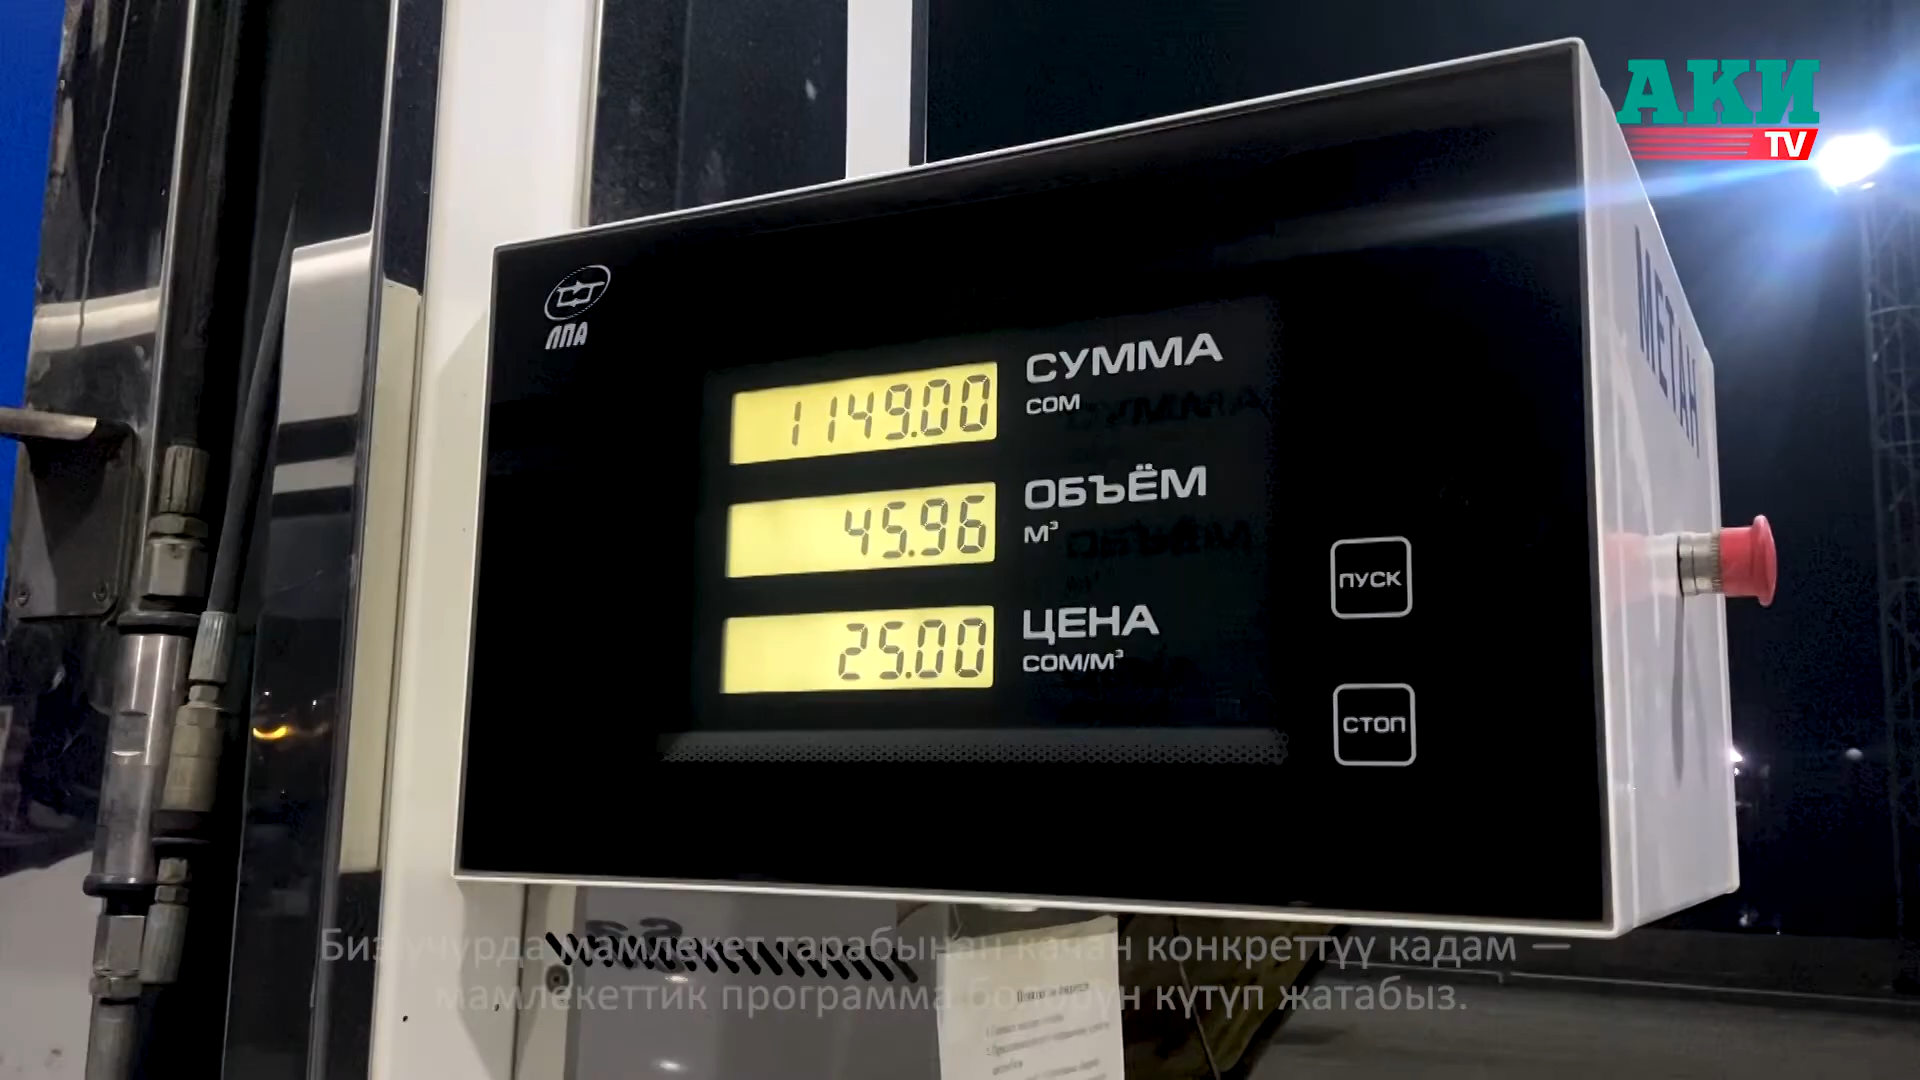 АКИ
TV
МЕТАН
ЛПА
СУММА
СОМ
1149.00
ОБЪЁМ
М³
45.96
ЦЕНА
СОМ/М³
25.00
ПУСК
СТОП
Биз учурда мамлекет тарабынан качан конкреттүү кадам —
мамлекеттик программа болоорун күтүп жатабыз.